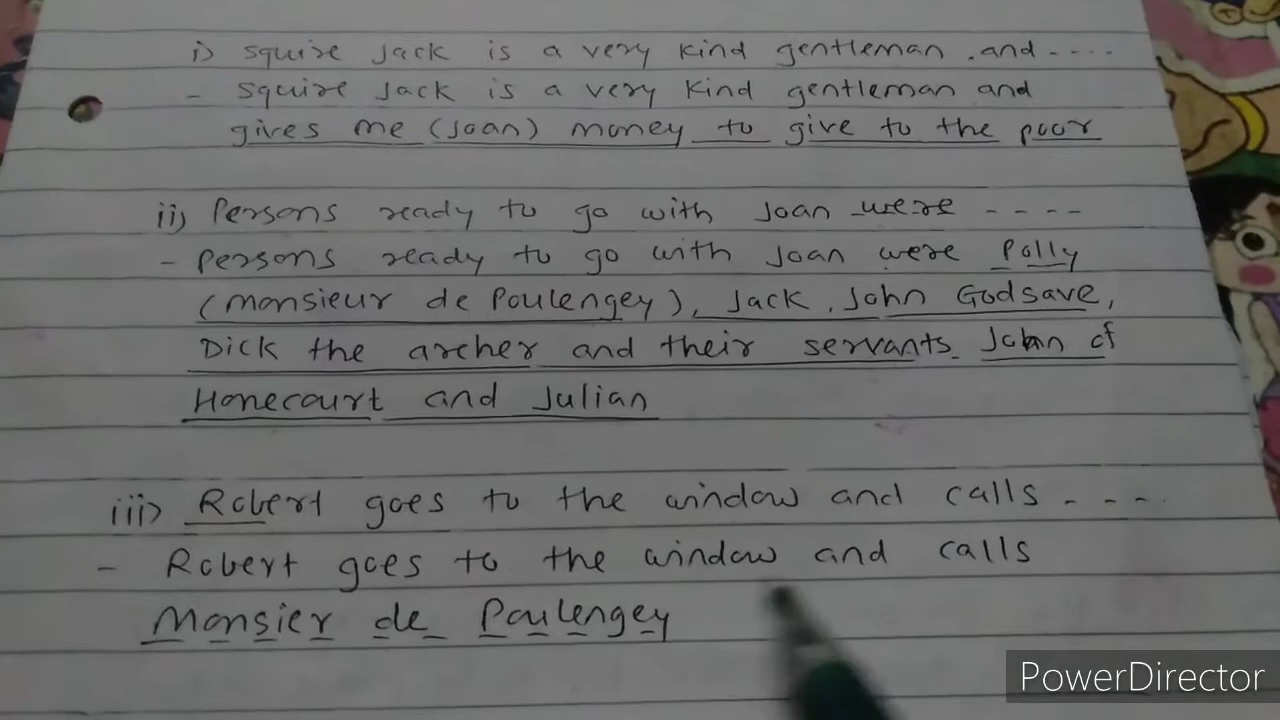 i) squire Jack is a very kind gentleman .and ----
- squire Jack is a very kind gentleman and
gives me (Joan) money to give to the poor
ii) Persons ready to go with Joan were ----
- Persons ready to go with Joan were Polly
(monsieur de Poulengey), Jack, John Godsave,
Dick the archer and their servants John of
Honecourt and Julian
iii) Robert goes to the window and calls ----
- Robert goes to the window and calls
Monsier de Poulengey
PowerDirector